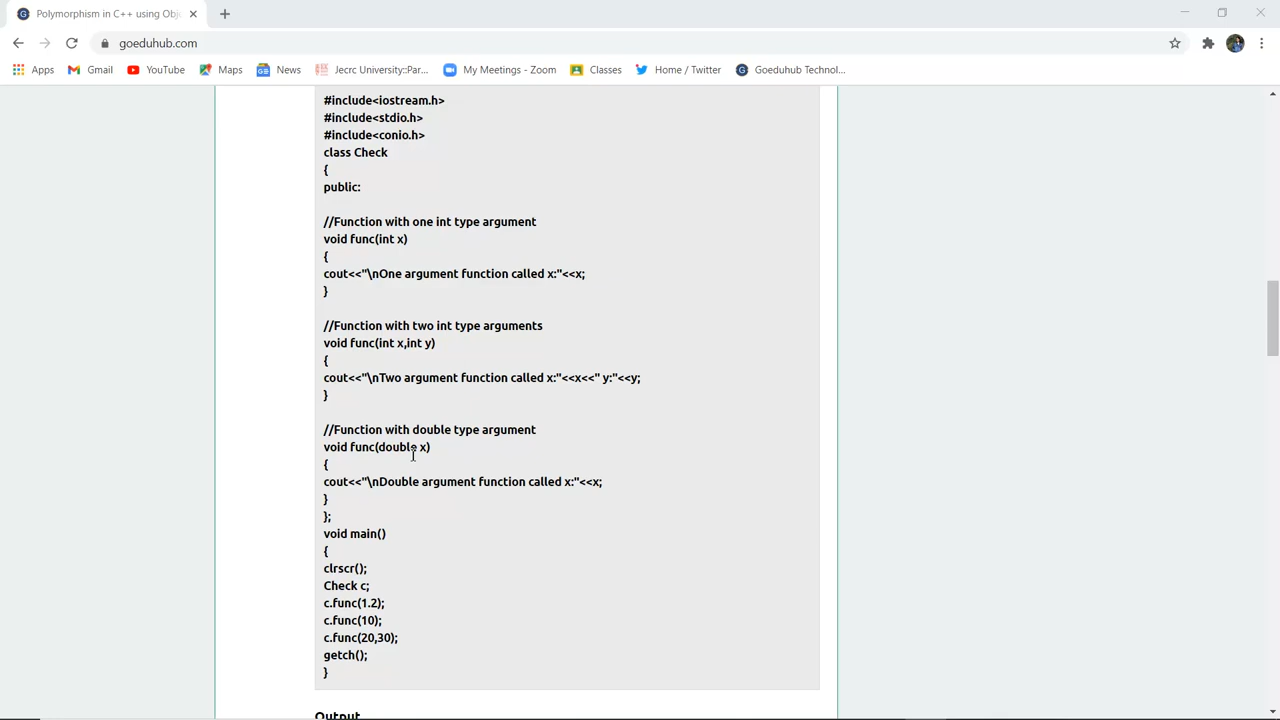 Polymorphism in C++ using Obj
goeduhub.com
Apps Gmail YouTube Maps News Jecrc University::Par... My Meetings - Zoom Classes Home / Twitter Goeduhub Technol...
#include<iostream.h>
#include<stdio.h>
#include<conio.h>
class Check
{
public:
//Function with one int type argument
void func(int x)
{
cout<<"\nOne argument function called x:"<<x;
}
//Function with two int type arguments
void func(int x,int y)
{
cout<<"\nTwo argument function called x:"<<x<<" y:"<<y;
}
//Function with double type argument
void func(double x)
{
cout<<"\nDouble argument function called x:"<<x;
}
};
void main()
{
clrscr();
Check c;
c.func(1.2);
c.func(10);
c.func(20,30);
getch();
}
Output